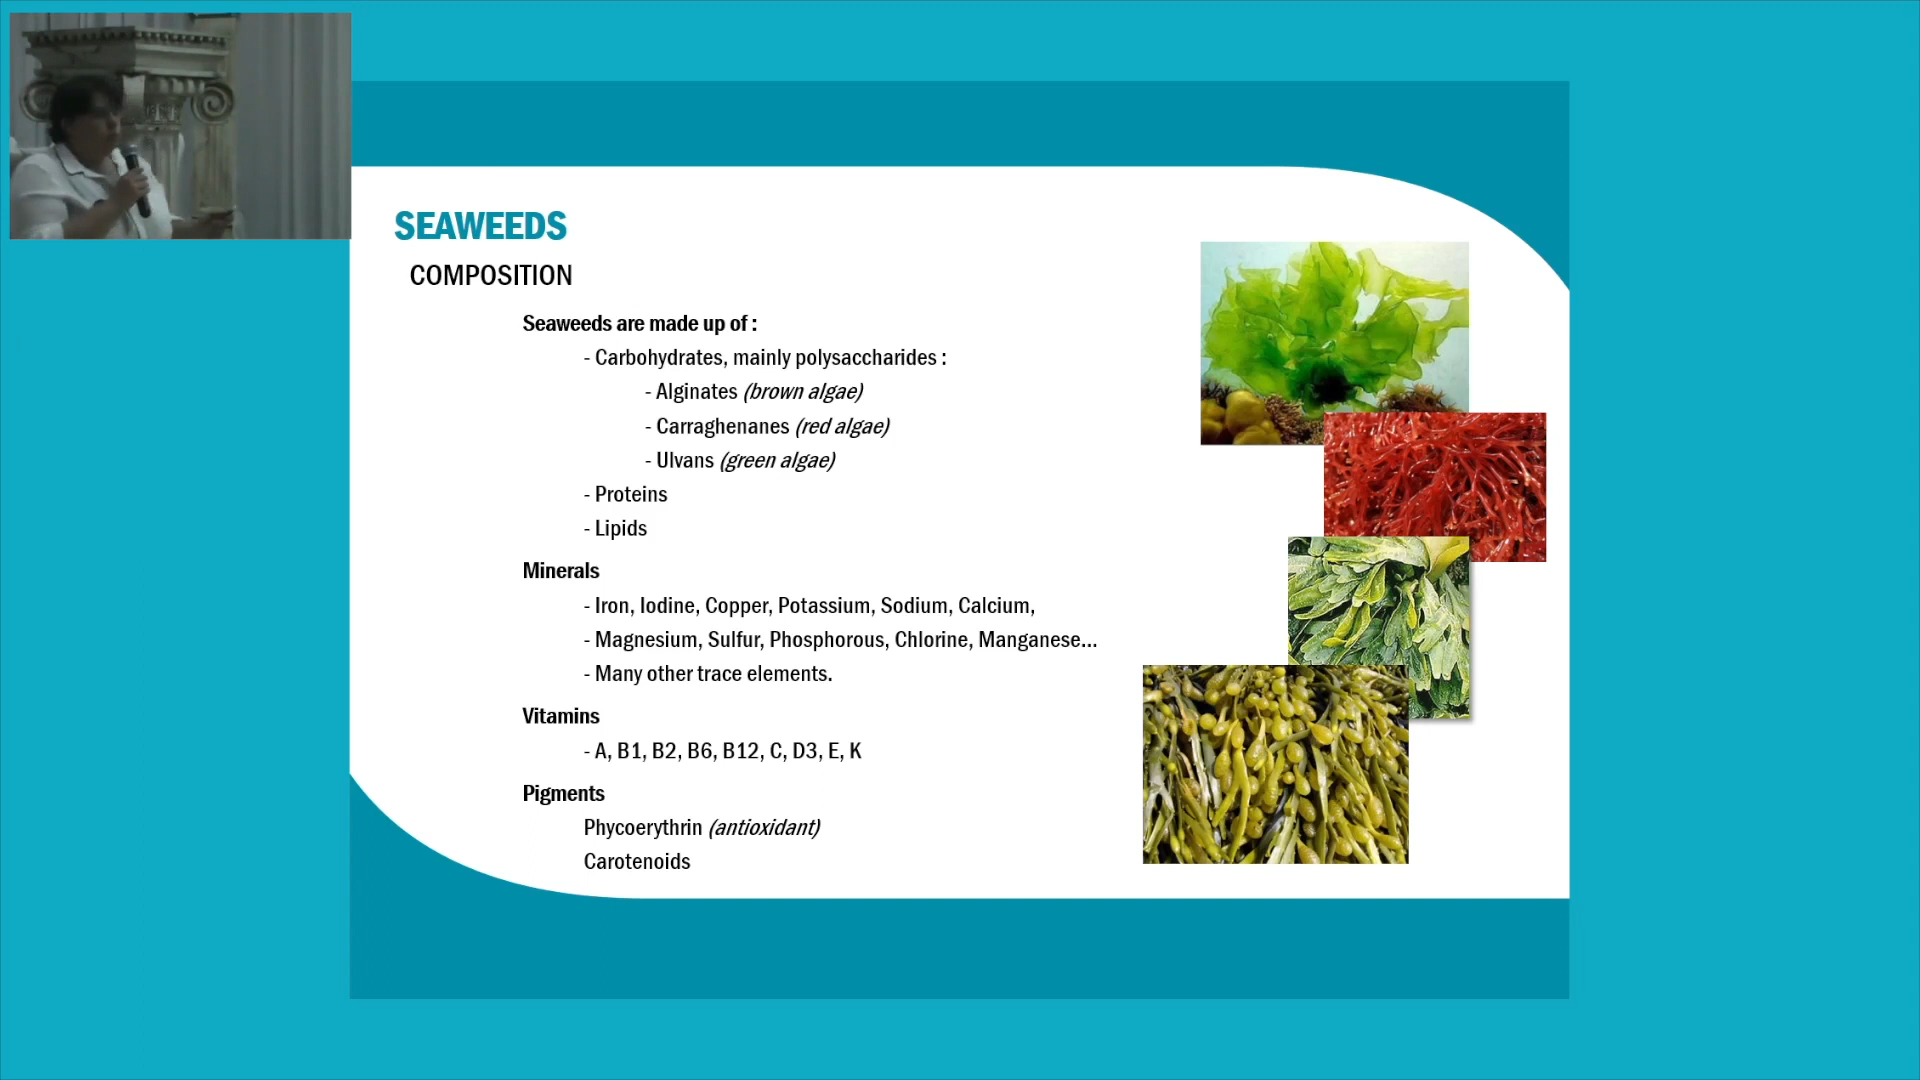 SEAWEEDS
COMPOSITION
Seaweeds are made up of :
- Carbohydrates, mainly polysaccharides :
- Alginates (brown algae)
- Carraghenanes (red algae)
- Ulvans (green algae)
- Proteins
- Lipids
Minerals
- Iron, Iodine, Copper, Potassium, Sodium, Calcium,
- Magnesium, Sulfur, Phosphorous, Chlorine, Manganese...
- Many other trace elements.
Vitamins
- A, B1, B2, B6, B12, C, D3, E, K
Pigments
Phycoerythrin (antioxidant)
Carotenoids